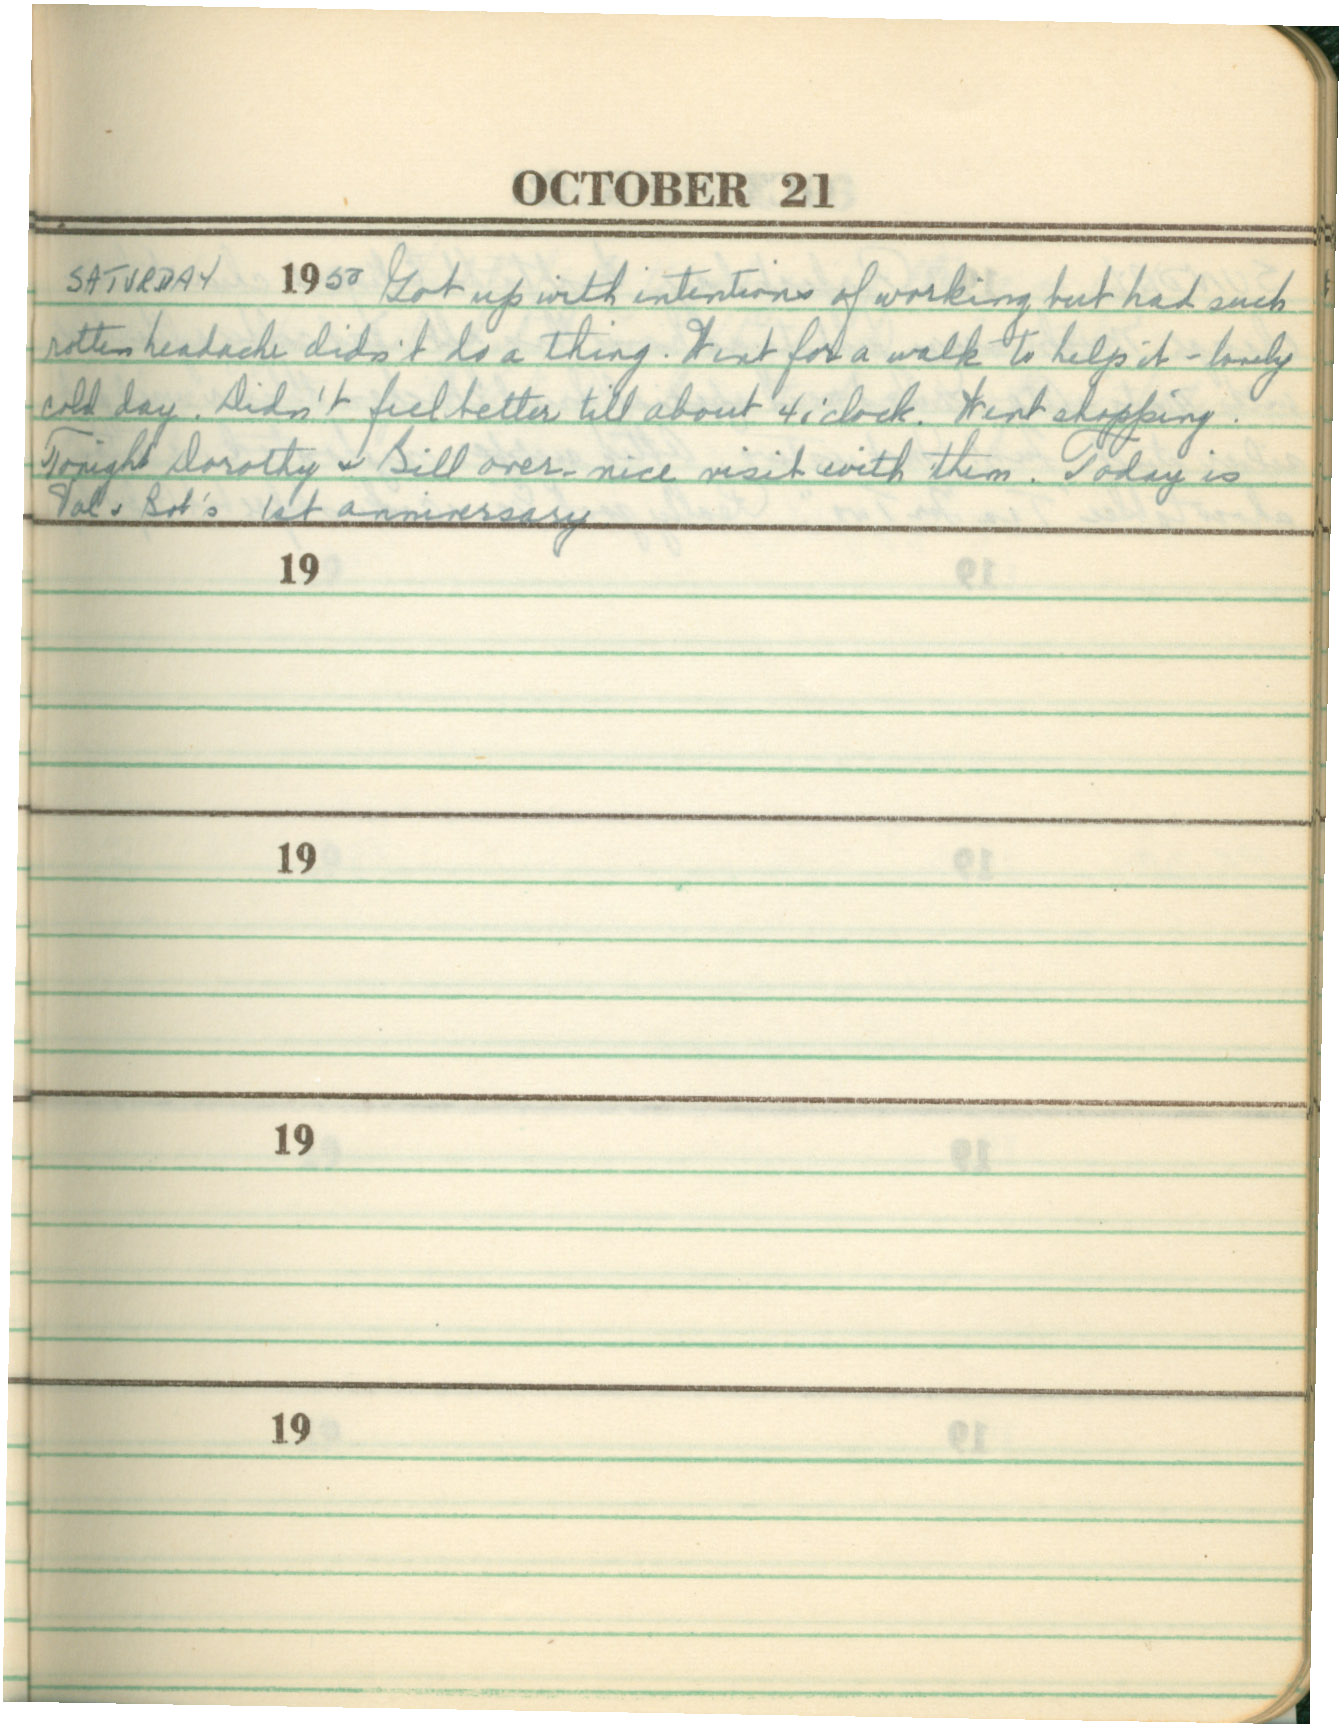 OCTOBER 21
SATURDAY 1950 Got up with intentions of working but had such
rotten headache didn't do a thing. Went for a walk to help it - lovely
cold day. Didn't feel better till about 4 o'clock. Went shopping.
Tonight Dorothy & Bill over - nice visit with them. Today is
& Bob's 1st anniversary
19
19
19
19